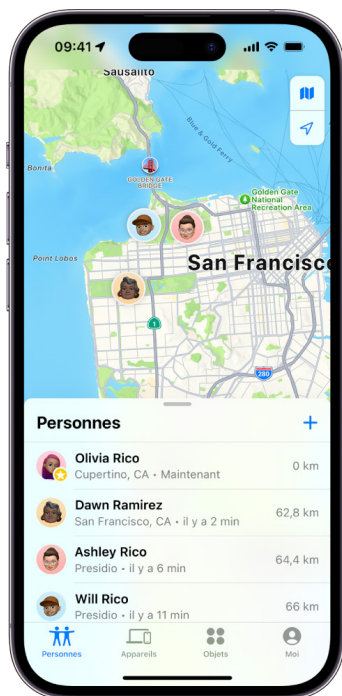 09:41
Sausalito
Blue & Gold Ferry
Bonita
GOLDEN GATE
BRIDGE
Golden Gate
National
Recreation Area
Point Lobos
San Francisco
1
280
Personnes
Olivia Rico
Cupertino, CA • Maintenant
0 km
Dawn Ramirez
San Francisco, CA • il y a 2 min
62,8 km
Ashley Rico
Presidio • il y a 6 min
64,4 km
Will Rico
Presidio • il y a 11 min
66 km
Personnes
Appareils
Objets
Moi